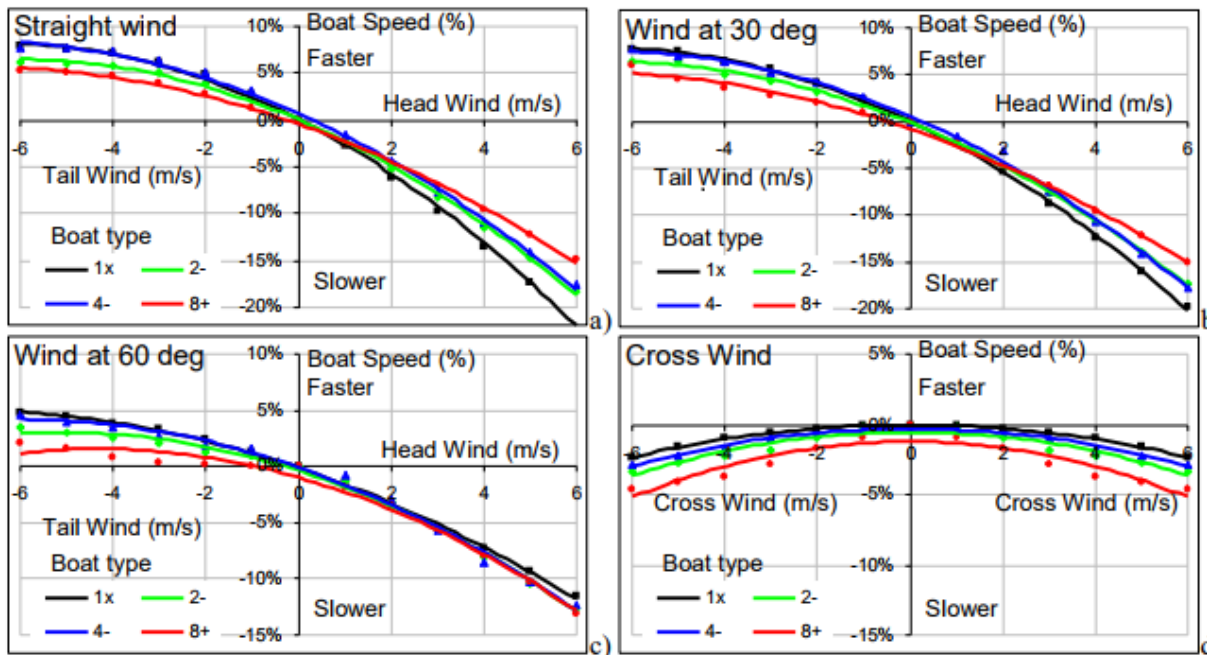 Straight wind
10%
Boat Speed (%)
Faster
5%
Head Wind (m/s)
0%
-6 -4 -2 0 2 4 6
Tail Wind (m/s)
-5%
-10%
Boat type
1x 2-
-15%
Slower
4- 8+
-20%
a)
Wind at 30 deg
10%
Boat Speed (%)
Faster
5%
Head Wind (m/s)
0%
-6 -4 -2 0 2 4 6
Tail Wind (m/s)
-5%
-10%
Boat type
1x 2-
-15%
Slower
4- 8+
-20%
b
Wind at 60 deg
10%
Boat Speed (%)
Faster
5%
Head Wind (m/s)
0%
-6 -4 -2 0 2 4 6
Tail Wind (m/s)
-5%
Boat type
-10%
1x 2-
Slower
4- 8+
-15%
c)
Cross Wind
5%
Boat Speed (%)
Faster
0%
-6 -4 -2 0 2 4 6
-5%
Cross Wind (m/s) Cross Wind (m/s)
-10%
Boat type
1x 2-
Slower
4- 8+
-15%
d